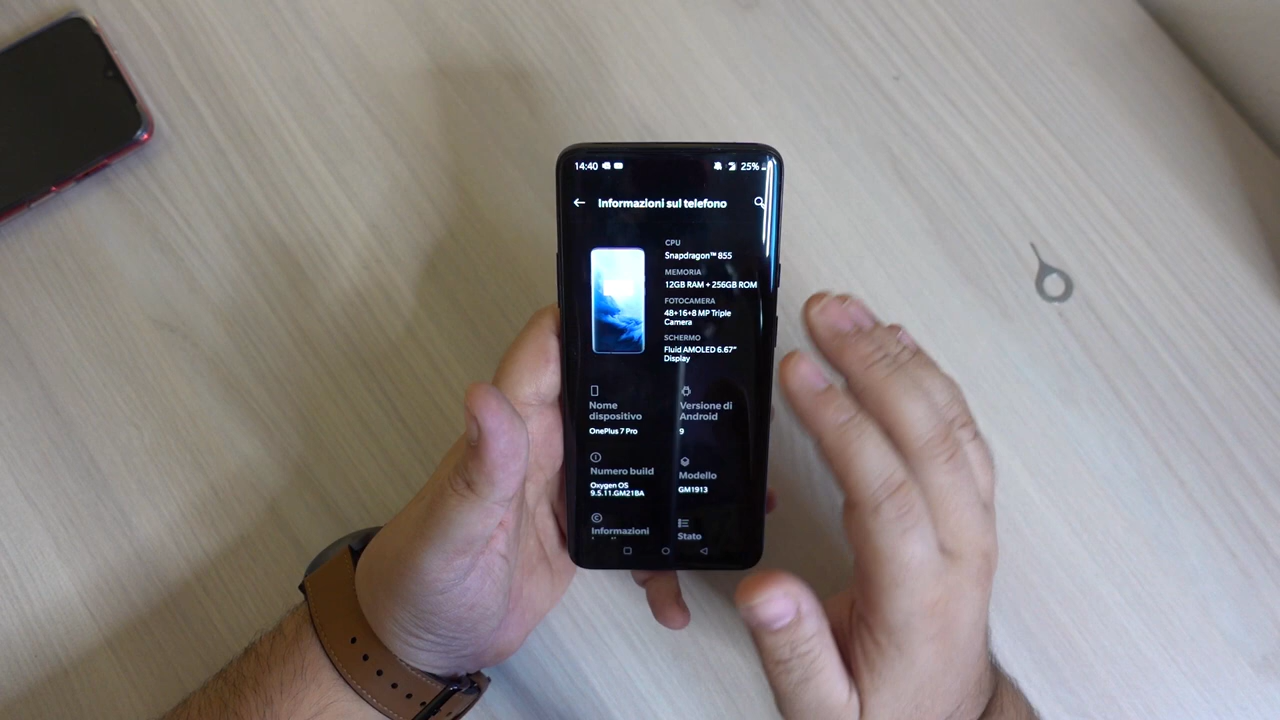 14:40 25%
Informazioni sul telefono
CPU
Snapdragon™ 855
MEMORIA
12GB RAM + 256GB ROM
FOTOCAMERA
48+16+8 MP Triple
Camera
SCHERMO
Fluid AMOLED 6.67"
Display
Nome
dispositivo
OnePlus 7 Pro
Versione di
Android
9
Numero build
Oxygen OS
9.5.11.GM21BA
Modello
GM1913
Informazioni
Stato